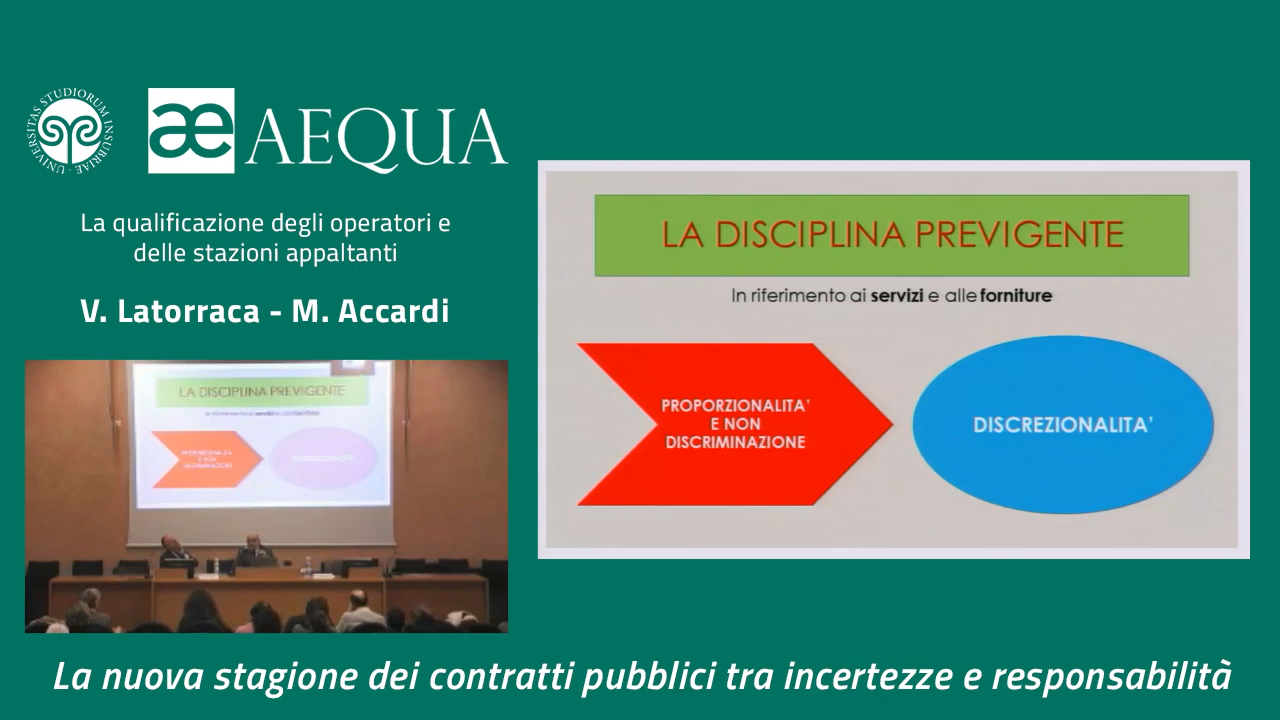 UNIVERSITAS STUDIORUM INSUBRIAE
æ AEQUA
La qualificazione degli operatori e
delle stazioni appaltanti
V. Latorraca - M. Accardi
LA DISCIPLINA PREVIGENTE
In riferimento ai servizi e alle forniture
PROPORZIONALITA'
E NON
DISCRIMINAZIONE
DISCREZIONALITA'
LA DISCIPLINA PREVIGENTE
La nuova stagione dei contratti pubblici tra incertezze e responsabilità